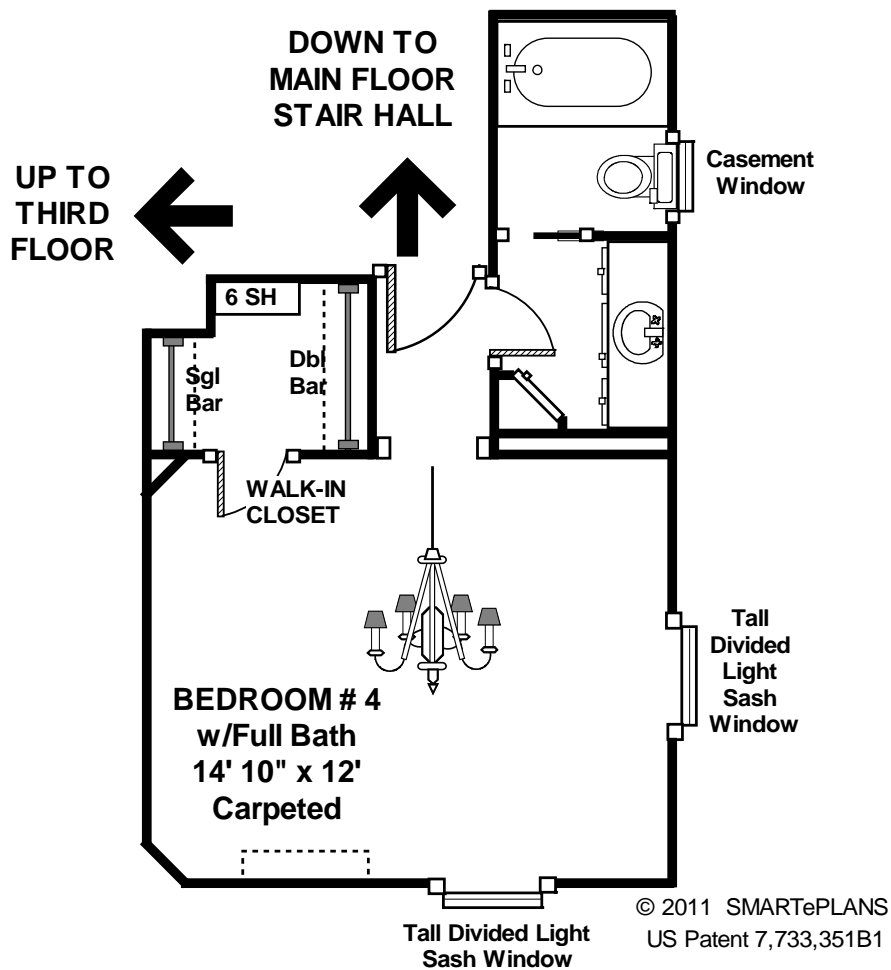 DOWN TO
MAIN FLOOR
STAIR HALL
UP TO
THIRD
FLOOR
Casement
Window
6 SH
Sgl
Bar
Dbl
Bar
WALK-IN
CLOSET
Tall
Divided
Light
Sash
Window
BEDROOM # 4
w/Full Bath
14' 10" x 12'
Carpeted
Tall Divided Light
Sash Window
© 2011 SMARTePLANS
US Patent 7,733,351B1